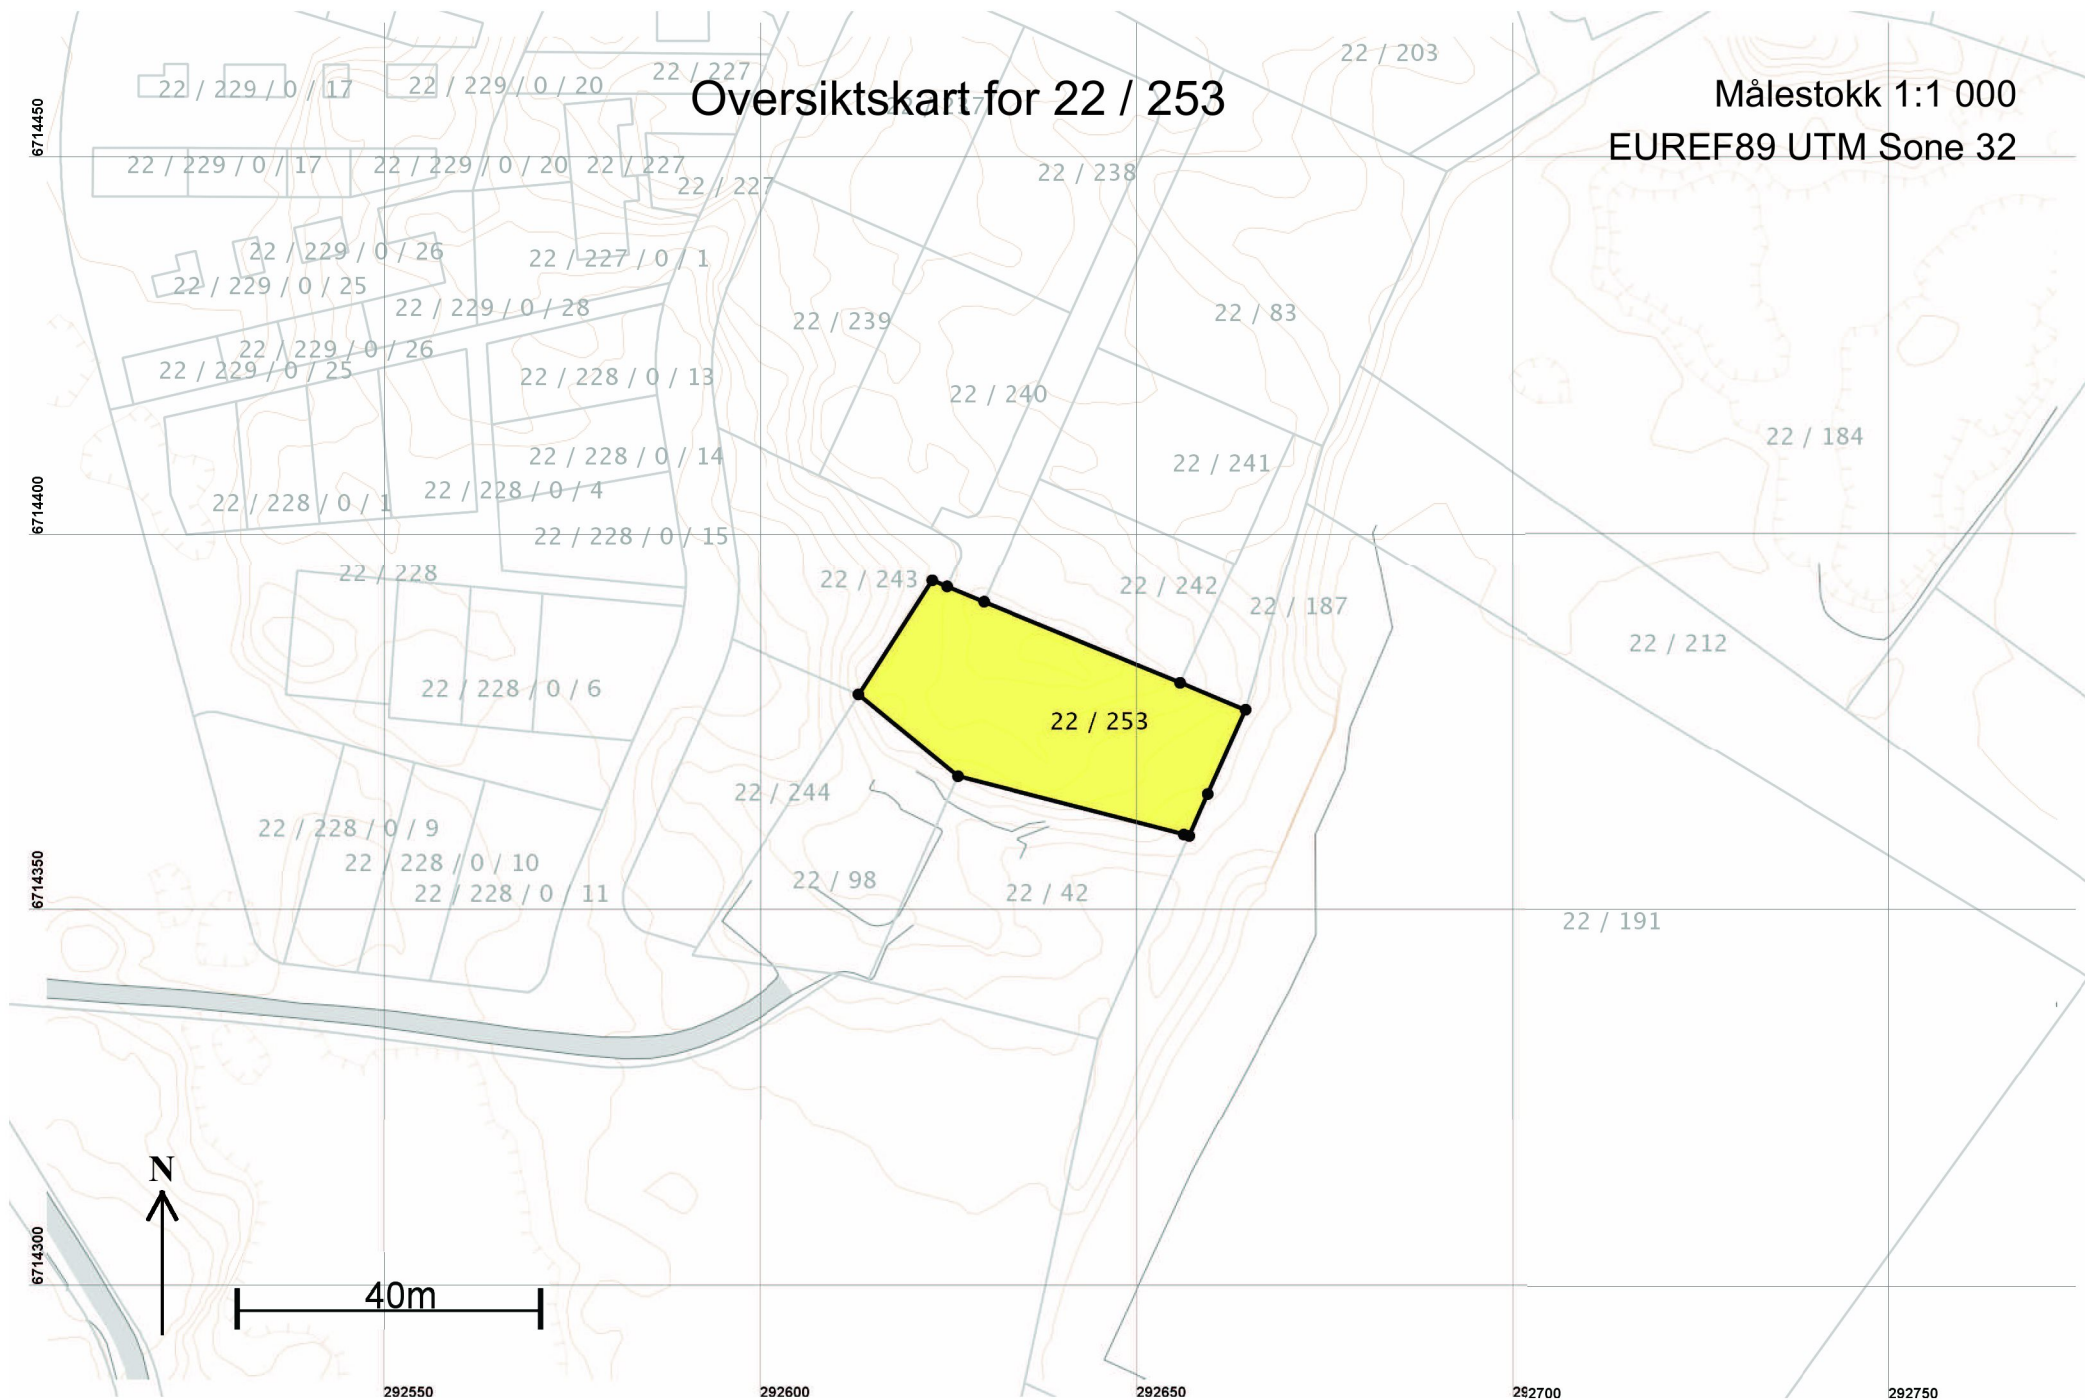 22 / 203
22 / 227
22 / 229 / 0 / 17
22 / 229 / 0 / 20
Oversiktskart for 22 / 253
Målestokk 1:1 000
EUREF89 UTM Sone 32
6714450
22 / 229 / 0 / 17
22 / 229 / 0 / 20
22 / 227
22 / 227
22 / 238
22 / 229 / 0 / 26
22 / 227 / 0 / 1
22 / 229 / 0 / 25
22 / 229 / 0 / 28
22 / 239
22 / 83
22 / 229 / 0 / 26
22 / 229 / 0 / 25
22 / 228 / 0 / 13
22 / 240
22 / 184
22 / 228 / 0 / 14
22 / 241
22 / 228 / 0 / 4
22 / 228 / 0 / 1
6714400
22 / 228 / 0 / 15
22 / 228
22 / 243
22 / 242
22 / 187
22 / 212
22 / 228 / 0 / 6
22 / 253
22 / 244
22 / 228 / 0 / 9
22 / 228 / 0 / 10
22 / 98
22 / 228 / 0 / 11
22 / 42
6714350
22 / 191
N
6714300
40m
292550
292600
292650
292700
292750